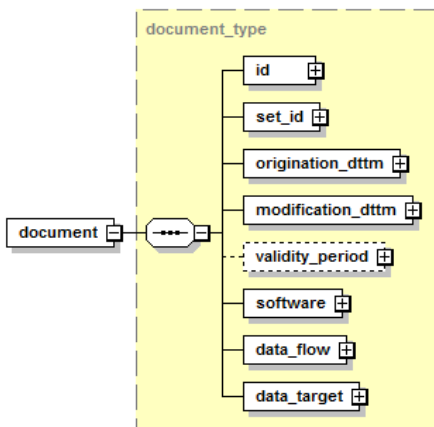 document_type
id
set_id
origination_dttm
modification_dttm
document
validity_period
software
data_flow
data_target